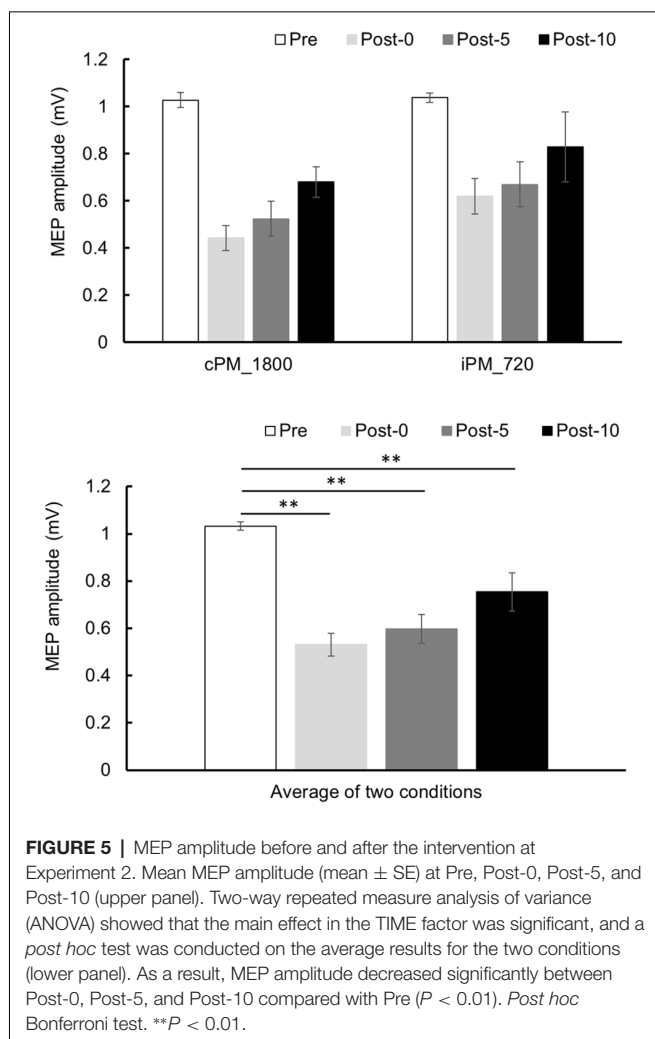 Pre Post-0 Post-5 Post-10
1.2
1
0.8
0.6
0.4
0.2
0
MEP amplitude (mV)
cPM_1800 iPM_720
Pre Post-0 Post-5 Post-10
**
**
**
1.2
1
0.8
0.6
0.4
0.2
0
MEP amplitude (mV)
Average of two conditions
FIGURE 5 | MEP amplitude before and after the intervention at
Experiment 2. Mean MEP amplitude (mean ± SE) at Pre, Post-0, Post-5, and
Post-10 (upper panel). Two-way repeated measure analysis of variance
(ANOVA) showed that the main effect in the TIME factor was significant, and a
post hoc test was conducted on the average results for the two conditions
(lower panel). As a result, MEP amplitude decreased significantly between
Post-0, Post-5, and Post-10 compared with Pre (P < 0.01). Post hoc
Bonferroni test. **P < 0.01.